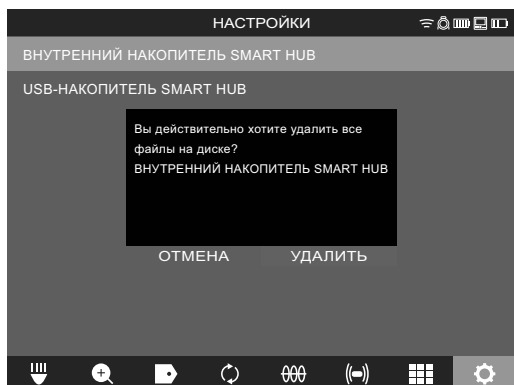 НАСТРОЙКИ
ВНУТРЕННИЙ НАКОПИТЕЛЬ SMART HUB
USB-НАКОПИТЕЛЬ SMART HUB
Вы действительно хотите удалить все
файлы на диске?
ВНУТРЕННИЙ НАКОПИТЕЛЬ SMART HUB
ОТМЕНА УДАЛИТЬ